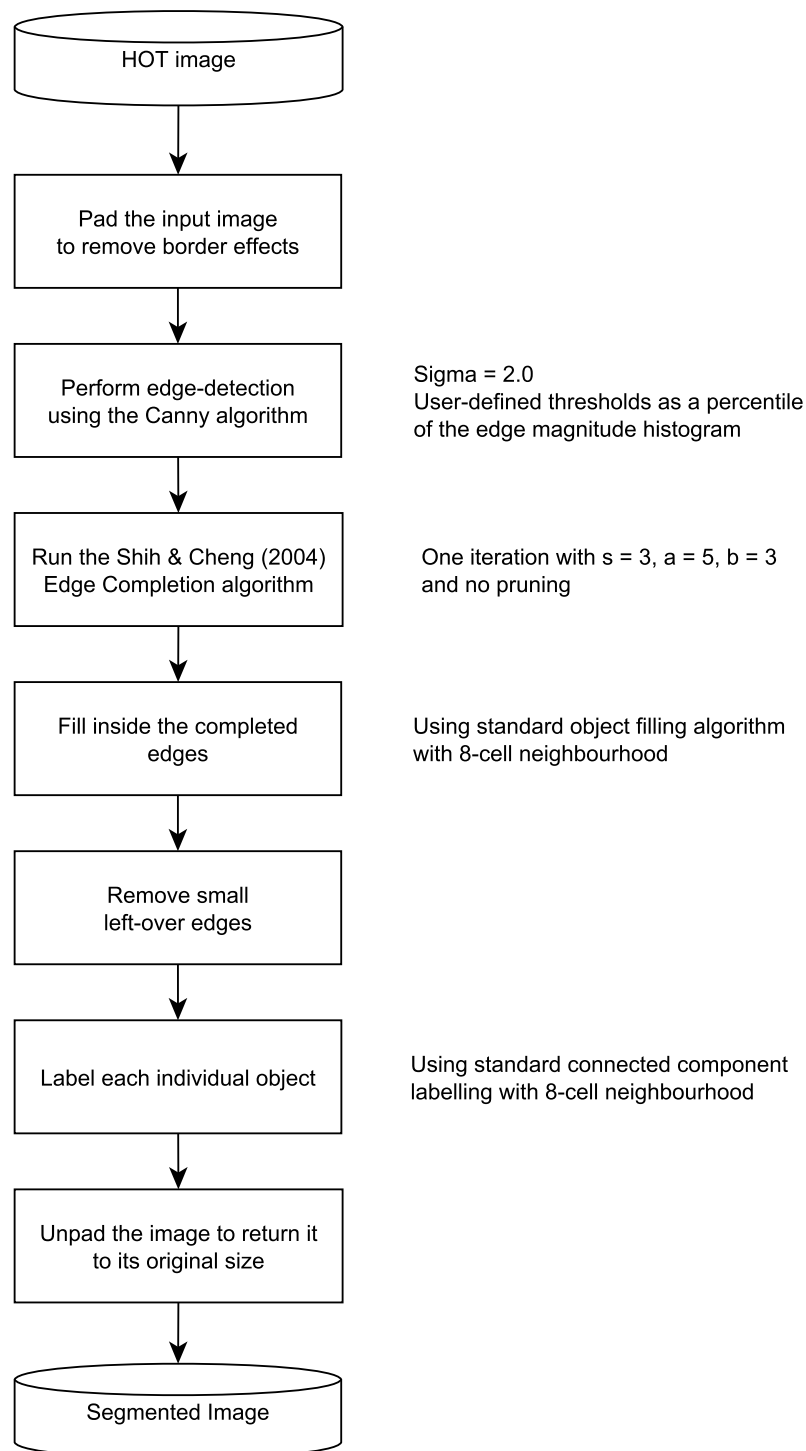 HOT image
Pad the input image
to remove border effects
Perform edge-detection
using the Canny algorithm
Sigma = 2.0
User-defined thresholds as a percentile
of the edge magnitude histogram
Run the Shih & Cheng (2004)
Edge Completion algorithm
One iteration with s = 3, a = 5, b = 3
and no pruning
Fill inside the completed
edges
Using standard object filling algorithm
with 8-cell neighbourhood
Remove small
left-over edges
Label each individual object
Using standard connected component
labelling with 8-cell neighbourhood
Unpad the image to return it
to its original size
Segmented Image